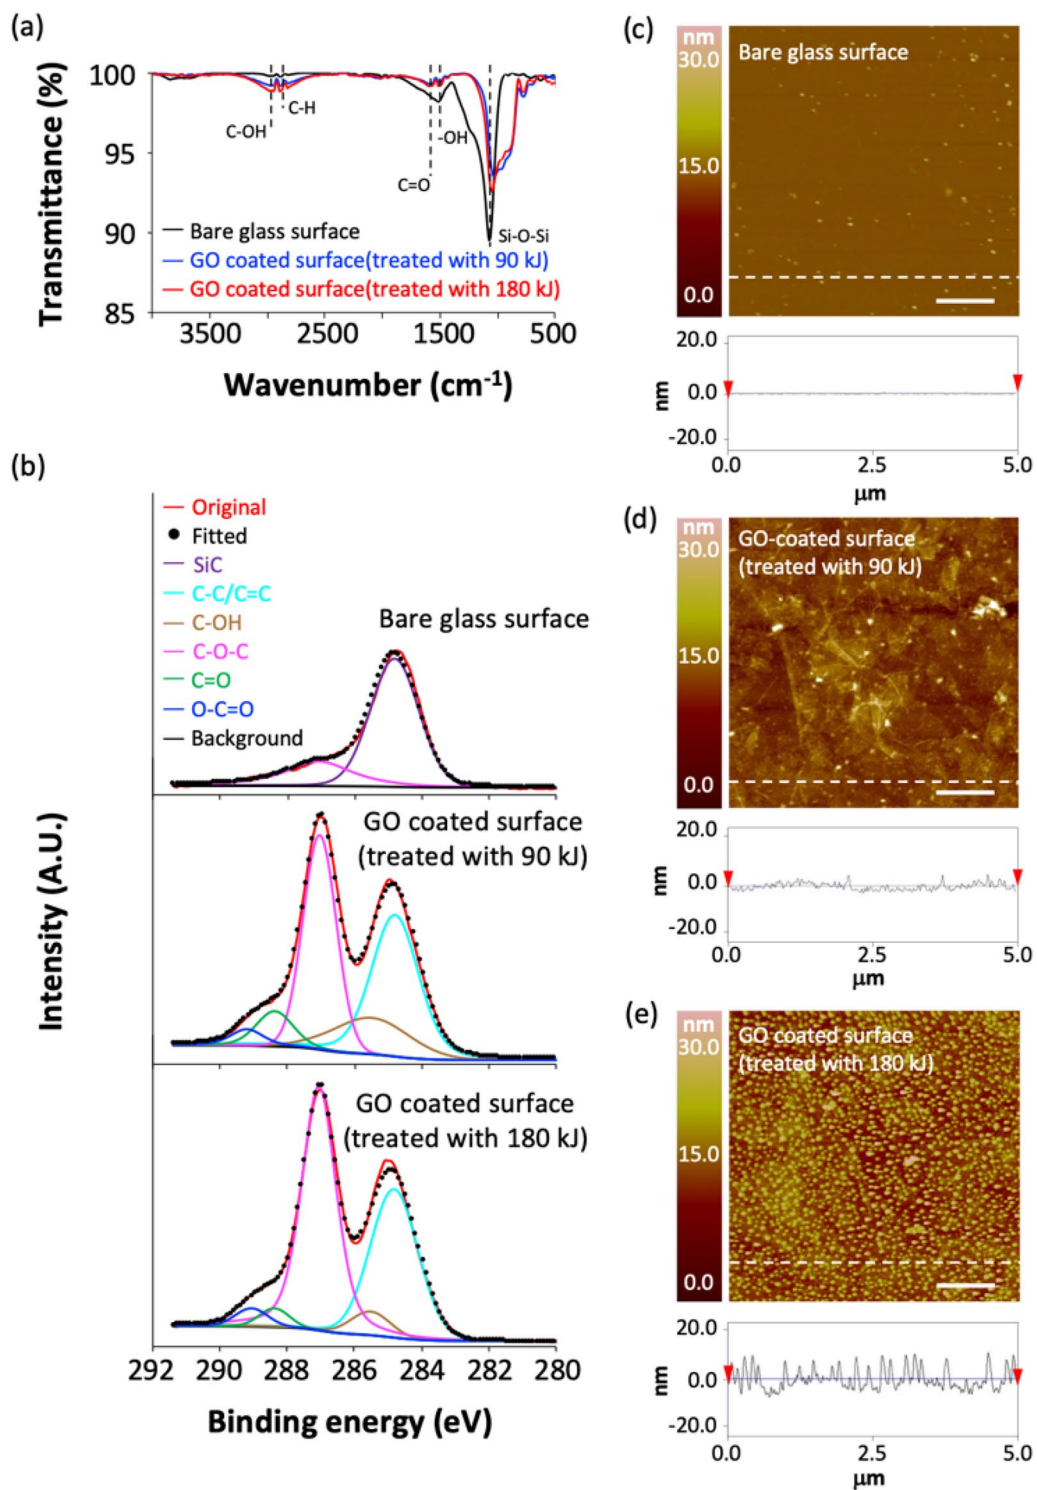 (a)
Transmittance (%)
100
95
90
85
C-OH
C-H
C=O
-OH
Si-O-Si
Bare glass surface
GO coated surface(treated with 90 kJ)
GO coated surface(treated with 180 kJ)
3500
2500
1500
500
Wavenumber (cm⁻¹)
(b)
Original
Fitted
SiC
C-C/C=C
C-OH
C-O-C
C=O
O-C=O
Background
Bare glass surface
GO coated surface
(treated with 90 kJ)
GO coated surface
(treated with 180 kJ)
Intensity (A.U.)
292
290
288
286
284
282
280
Binding energy (eV)
(c)
nm
30.0
15.0
0.0
Bare glass surface
20.0
0.0
-20.0
nm
0.0
2.5
5.0
μm
(d)
nm
30.0
15.0
0.0
GO-coated surface
(treated with 90 kJ)
20.0
0.0
-20.0
nm
0.0
2.5
5.0
μm
(e)
nm
30.0
15.0
0.0
GO coated surface
(treated with 180 kJ)
20.0
0.0
-20.0
nm
0.0
2.5
5.0
μm